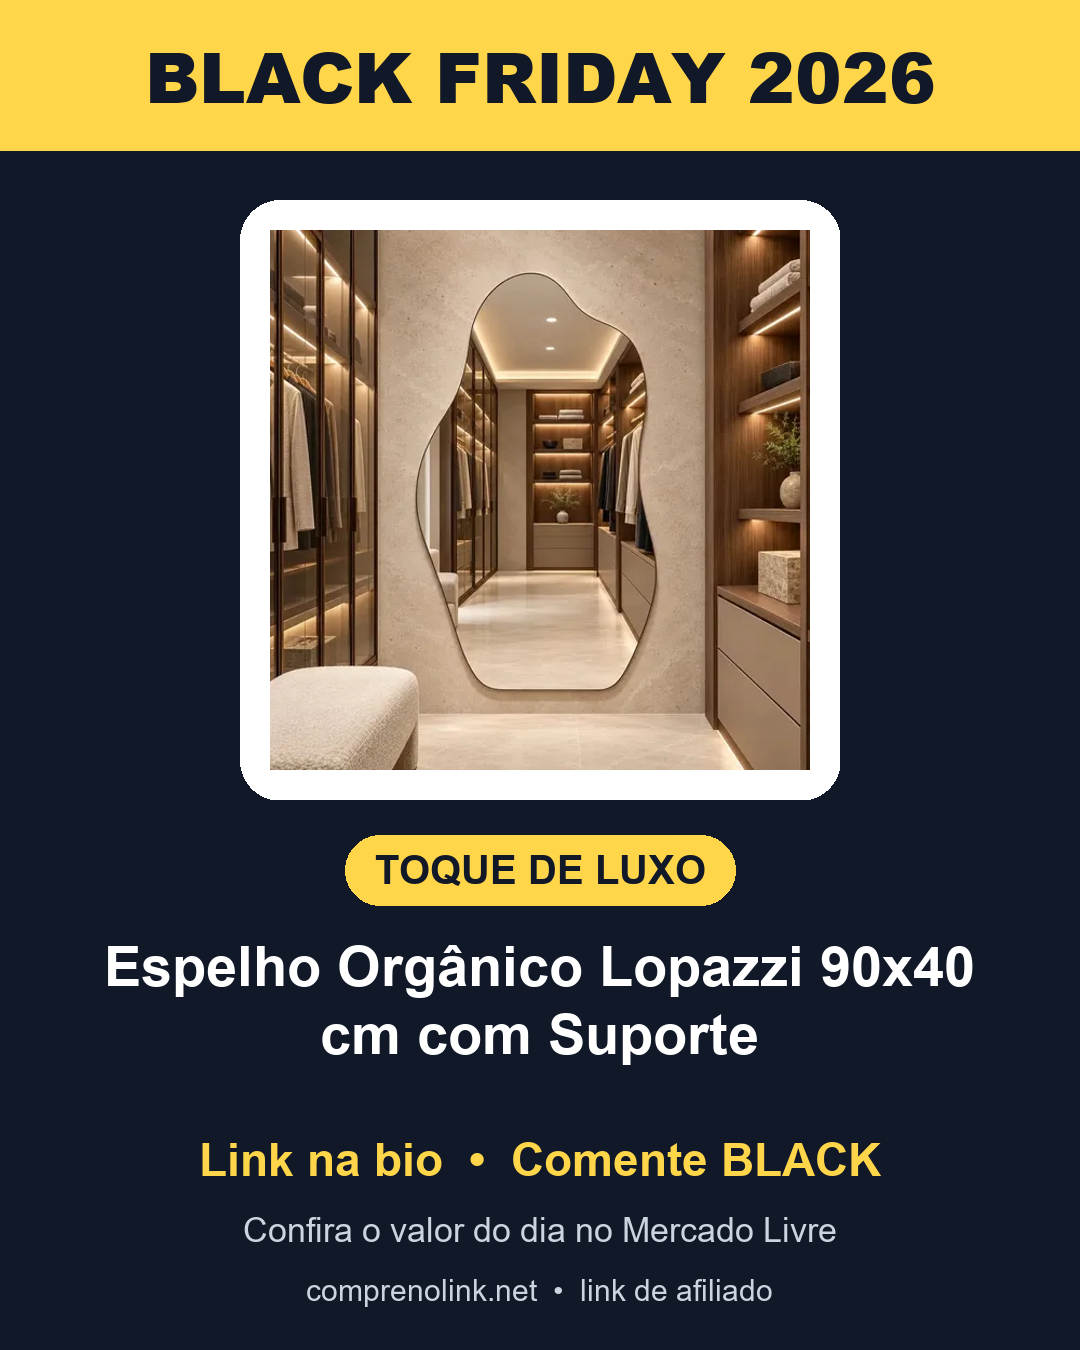 BLACK FRIDAY 2026
TOQUE DE LUXO
Espelho Orgânico Lopazzi 90x40
cm com Suporte
Link na bio • Comente BLACK
Confira o valor do dia no Mercado Livre
comprenolink.net • link de afiliado